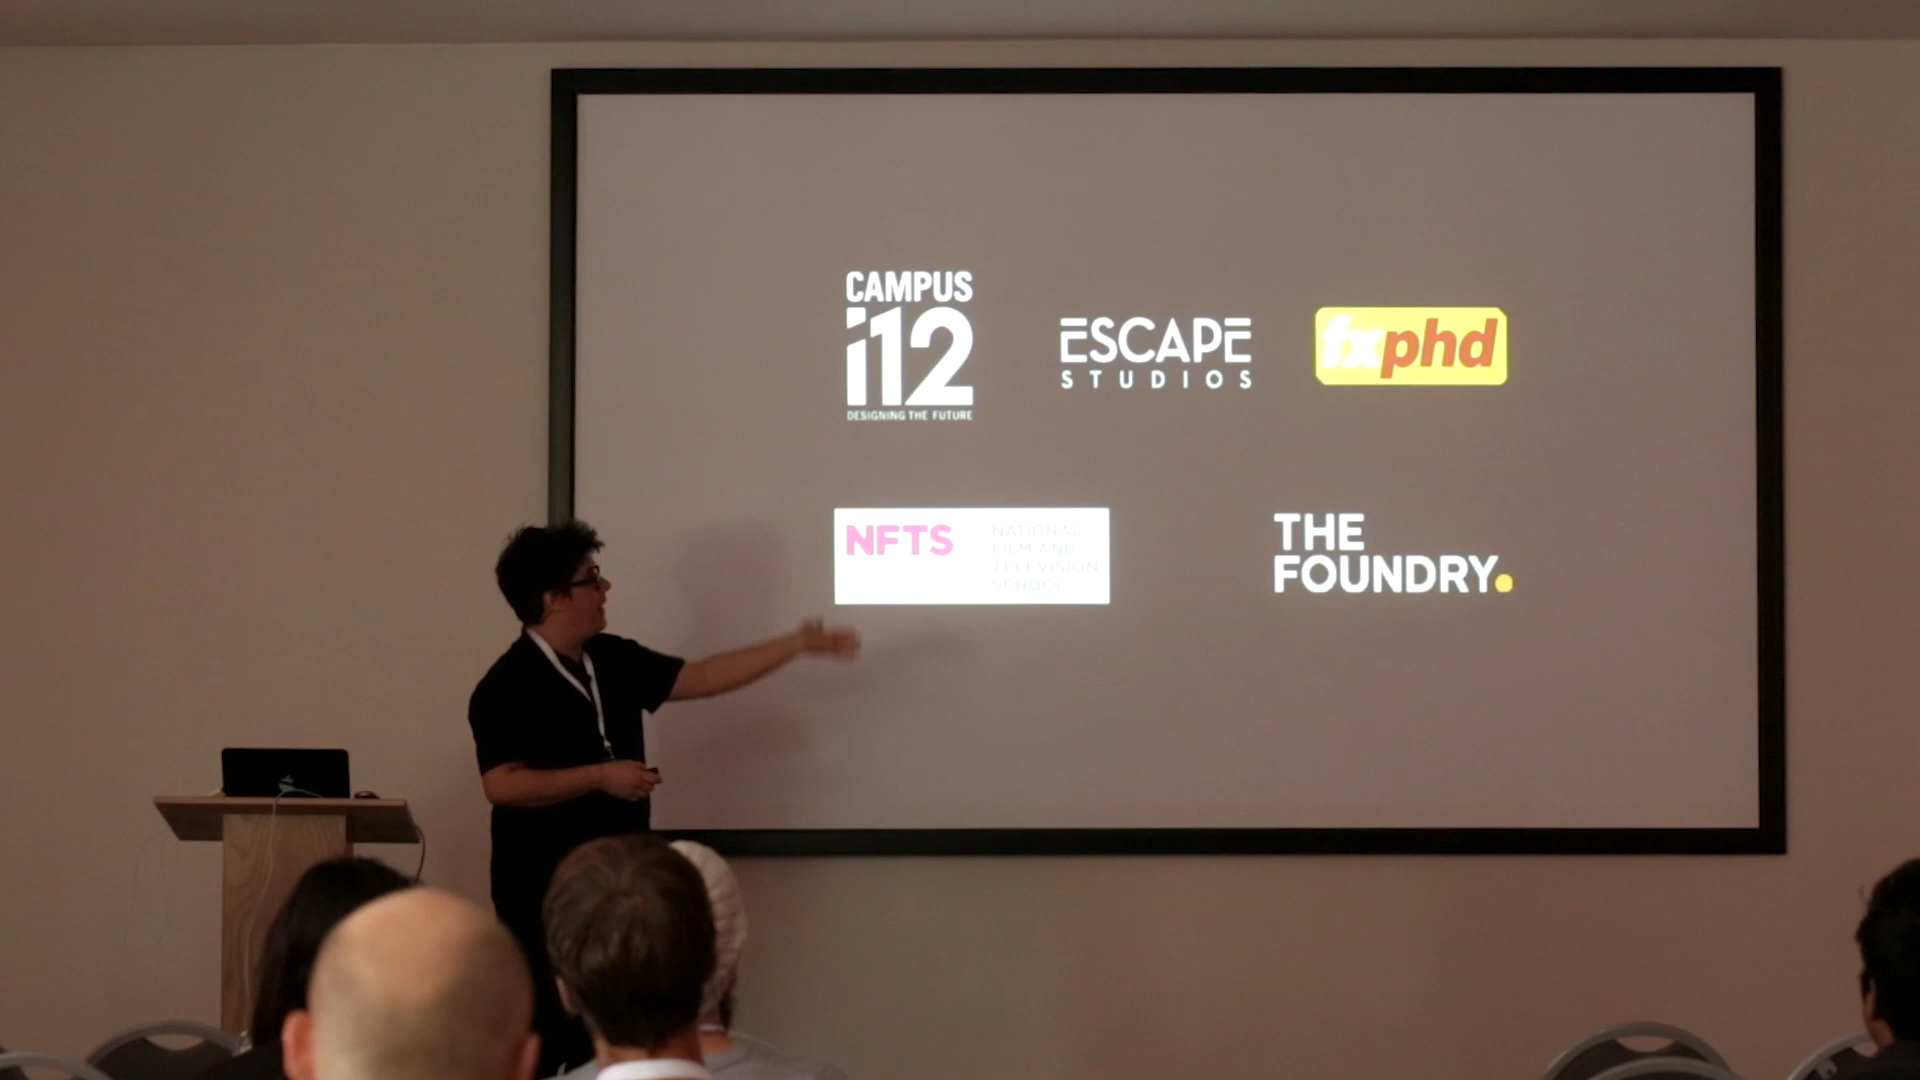 CAMPUS
i12
DESIGNING THE FUTURE
ESCAPE
STUDIOS
fxphd
NFTS
NATIONAL
FILM AND
TELEVISION
SCHOOL
THE
FOUNDRY.